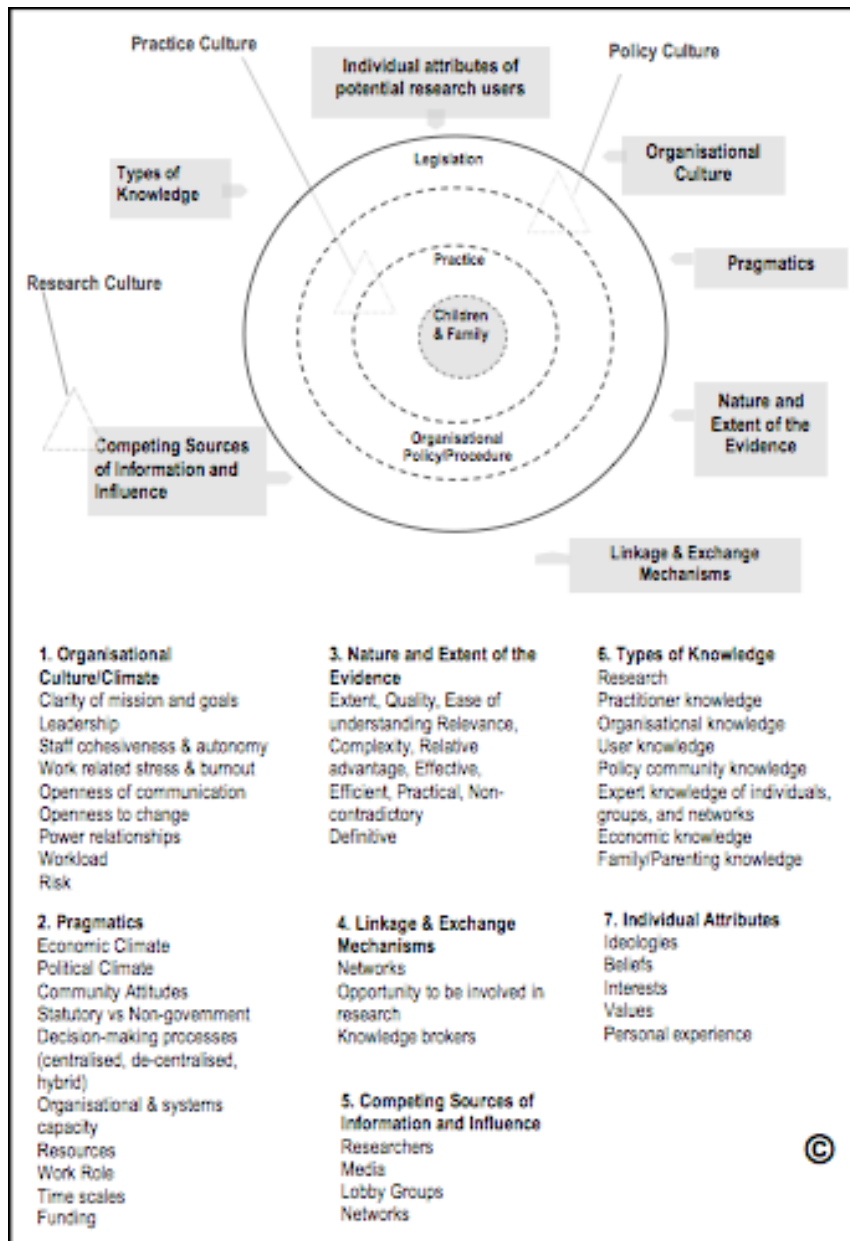 Practice Culture
Individual attributes of
potential research users
Policy Culture
Legislation
Organisational
Culture
Types of
Knowledge
Practice
Pragmatics
Research Culture
Children
& Family
Nature and
Extent of the
Evidence
Competing Sources
of Information and
Influence
Organisational
Policy/Procedure
Linkage & Exchange
Mechanisms
1. Organisational
Culture/Climate
Clarity of mission and goals
Leadership
Staff cohesiveness & autonomy
Work related stress & burnout
Openness of communication
Openness to change
Power relationships
Workload
Risk
2. Pragmatics
Economic Climate
Political Climate
Community Attitudes
Statutory vs Non-government
Decision-making processes
(centralised, de-centralised,
hybrid)
Organisational & systems
capacity
Resources
Work Role
Time scales
Funding
3. Nature and Extent of the
Evidence
Extent, Quality, Ease of
understanding Relevance,
Complexity, Relative
advantage, Effective,
Efficient, Practical, Non-
contradictory
Definitive
4. Linkage & Exchange
Mechanisms
Networks
Opportunity to be involved in
research
Knowledge brokers
5. Competing Sources of
Information and Influence
Researchers
Media
Lobby Groups
Networks
6. Types of Knowledge
Research
Practitioner knowledge
Organisational knowledge
User knowledge
Policy community knowledge
Expert knowledge of individuals,
groups, and networks
Economic knowledge
Family/Parenting knowledge
7. Individual Attributes
Ideologies
Beliefs
Interests
Values
Personal experience
©